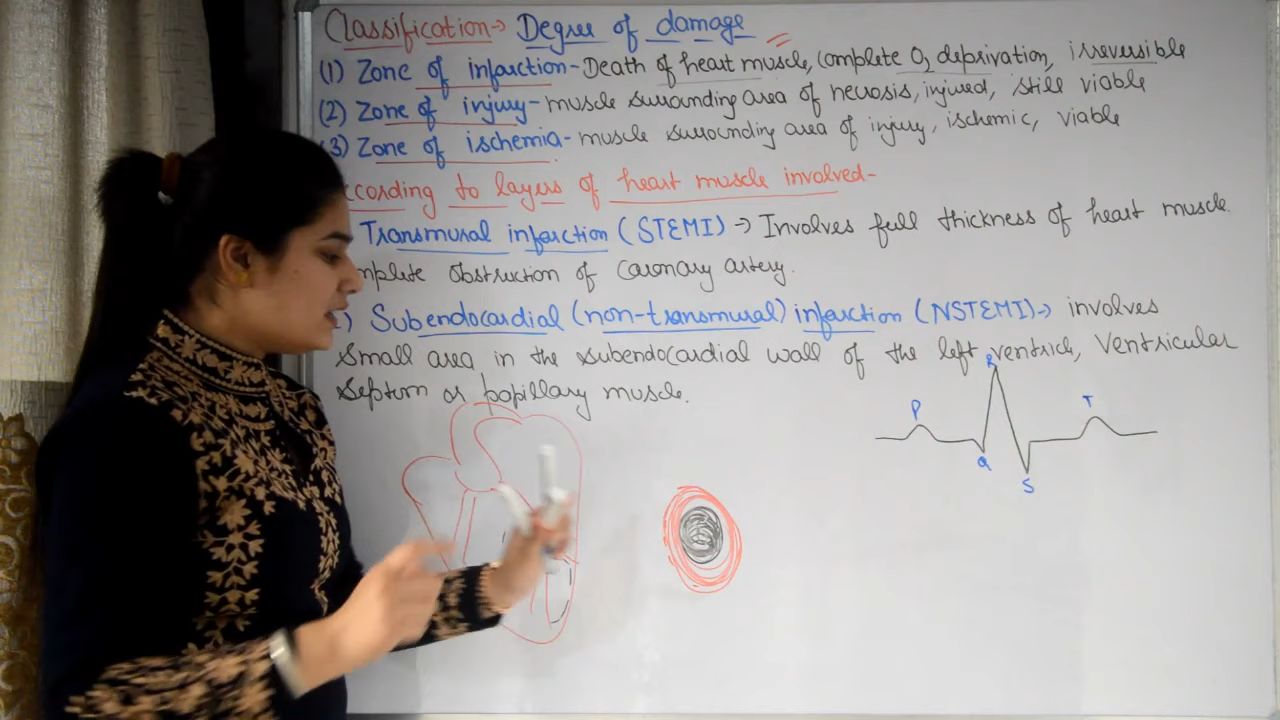 Classification→ Degree of damage
(1) Zone of infarction-Death of heart muscle, complete O₂ deprivation, irreversible
(2) Zone of injury-muscle surrounding area of necrosis, injured, still viable
(3) Zone of ischemia-muscle surrounding area of injury, ischemic, viable
ccording to layers of heart muscle involved-
Transmural infarction (STEMI) → Involves full thickness of heart muscle.
mplete obstruction of coronary artery.
) Subendocardial (non-transmural) infarction (NSTEMI)→ involves
small area in the subendocardial wall of the left ventricle, ventricular
septum or papillary muscle.
R
P
T
Q
S